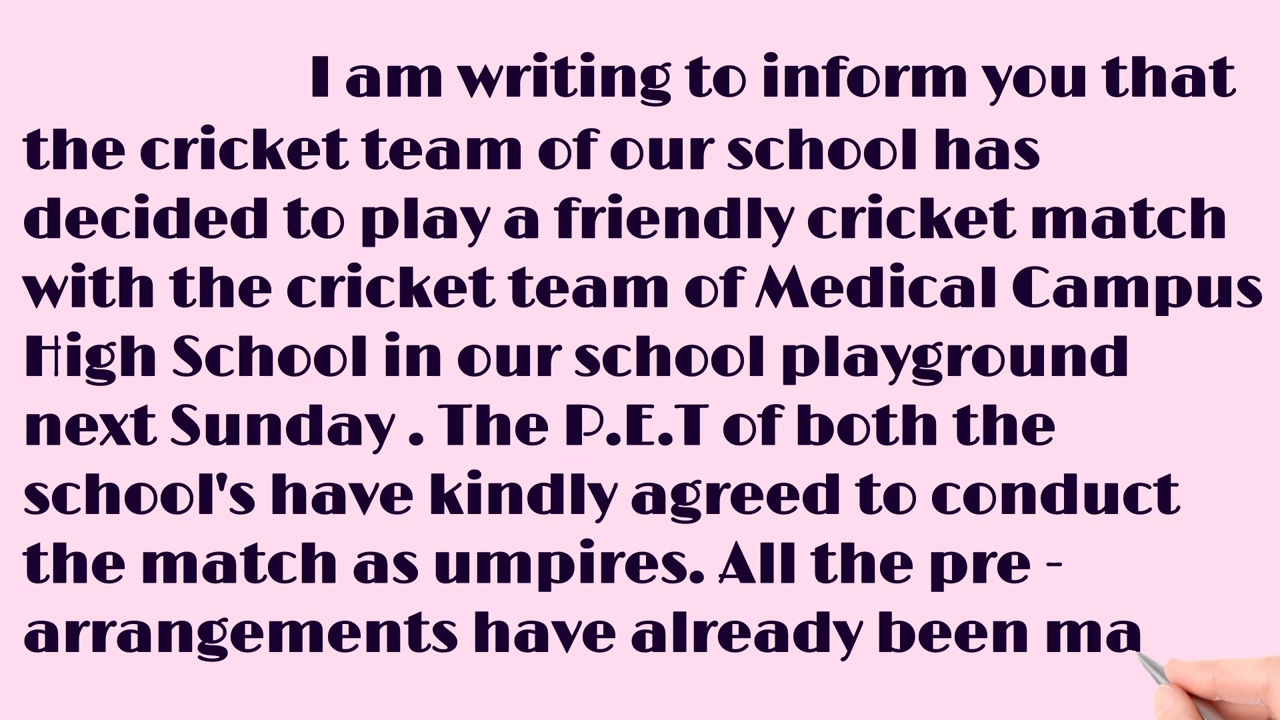 I am writing to inform you that
the cricket team of our school has
decided to play a friendly cricket match
with the cricket team of Medical Campus
High School in our school playground
next Sunday . The P.E.T of both the
school's have kindly agreed to conduct
the match as umpires. All the pre -
arrangements have already been ma